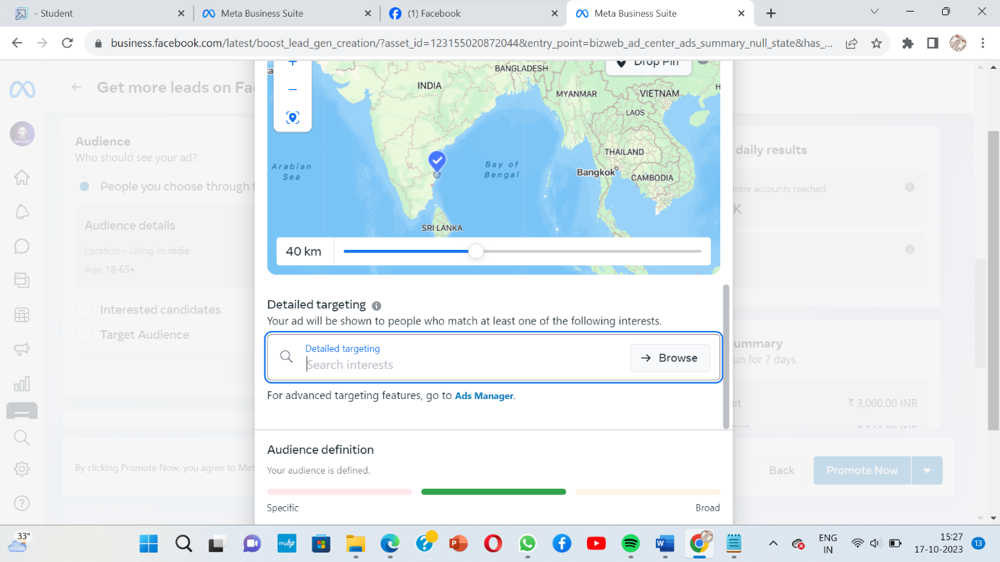 - Student
Meta Business Suite
(1) Facebook
Meta Business Suite
business.facebook.com/latest/boost_lead_gen_creation/?asset_id=123155020872044&entry_point=bizweb_ad_center_ads_summary_null_state&has_...
Get more leads on Fa
Audience
Who should see your ad?
People you choose through t
Audience details
Location – Living in: India
Age: 18-65+
Interested candidates
Target Audience
By clicking Promote Now, you agree to Met
BANGLADESH
Drop Pin
INDIA
MYANMAR
VIETNAM
LAOS
THAILAND
Arabian
Sea
Bay of
Bengal
Bangkok
CAMBODIA
SRI LANKA
40 km
Detailed targeting
Your ad will be shown to people who match at least one of the following interests.
Detailed targeting
Search interests
Browse
For advanced targeting features, go to Ads Manager.
Audience definition
Your audience is defined.
Specific
Broad
daily results
entre accounts reached
K
ummary
un for 7 days.
et
₹ 3,000.00 INR
Back
Promote Now
33°
myhp
ENG
IN
15:27
17-10-2023
13